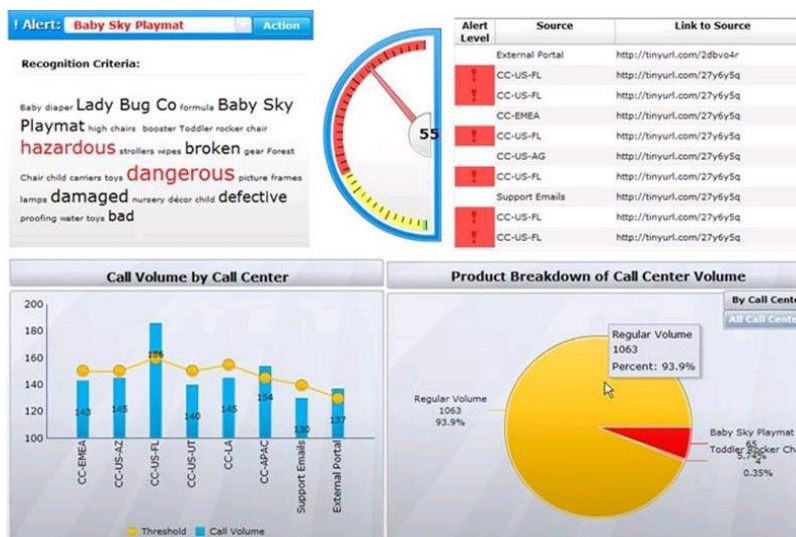 ! Alert: Baby Sky Playmat Action
Recognition Criteria:
Baby diaper Lady Bug Co formula Baby Sky
Playmat high chairs booster Toddler rocker chair
hazardous strollers wipes broken gear Forest
Chair child carriers toys dangerous picture frames
lamps damaged nursery décor child defective
proofing water toys bad
55
Alert Level Source Link to Source
External Portal http://tinyurl.com/2dbvo4r
! CC-US-FL http://tinyurl.com/27y6y5q
! CC-US-FL http://tinyurl.com/27y6y5q
CC-EMEA http://tinyurl.com/27y6y5q
! CC-US-FL http://tinyurl.com/27y6y5q
CC-US-AG http://tinyurl.com/27y6y5q
! CC-US-FL http://tinyurl.com/27y6y5q
Support Emails http://tinyurl.com/27y6y5q
! CC-US-FL http://tinyurl.com/27y6y5q
! CC-US-FL http://tinyurl.com/27y6y5q
Call Volume by Call Center
200
180
160
140
120
100
143
145
186
140
145
154
130
137
CC-EMEA
CC-US-AZ
CC-US-FL
CC-US-UT
CC-LA
CC-APAC
Support Emails
External Portal
Threshold Call Volume
Product Breakdown of Call Center Volume
By Call Cente
All Call Cente
Regular Volume
1063
Percent: 93.9%
Regular Volume
1063
93.9%
Baby Sky Playmat
65
5.74%
Toddler Rocker Ch
4
0.35%